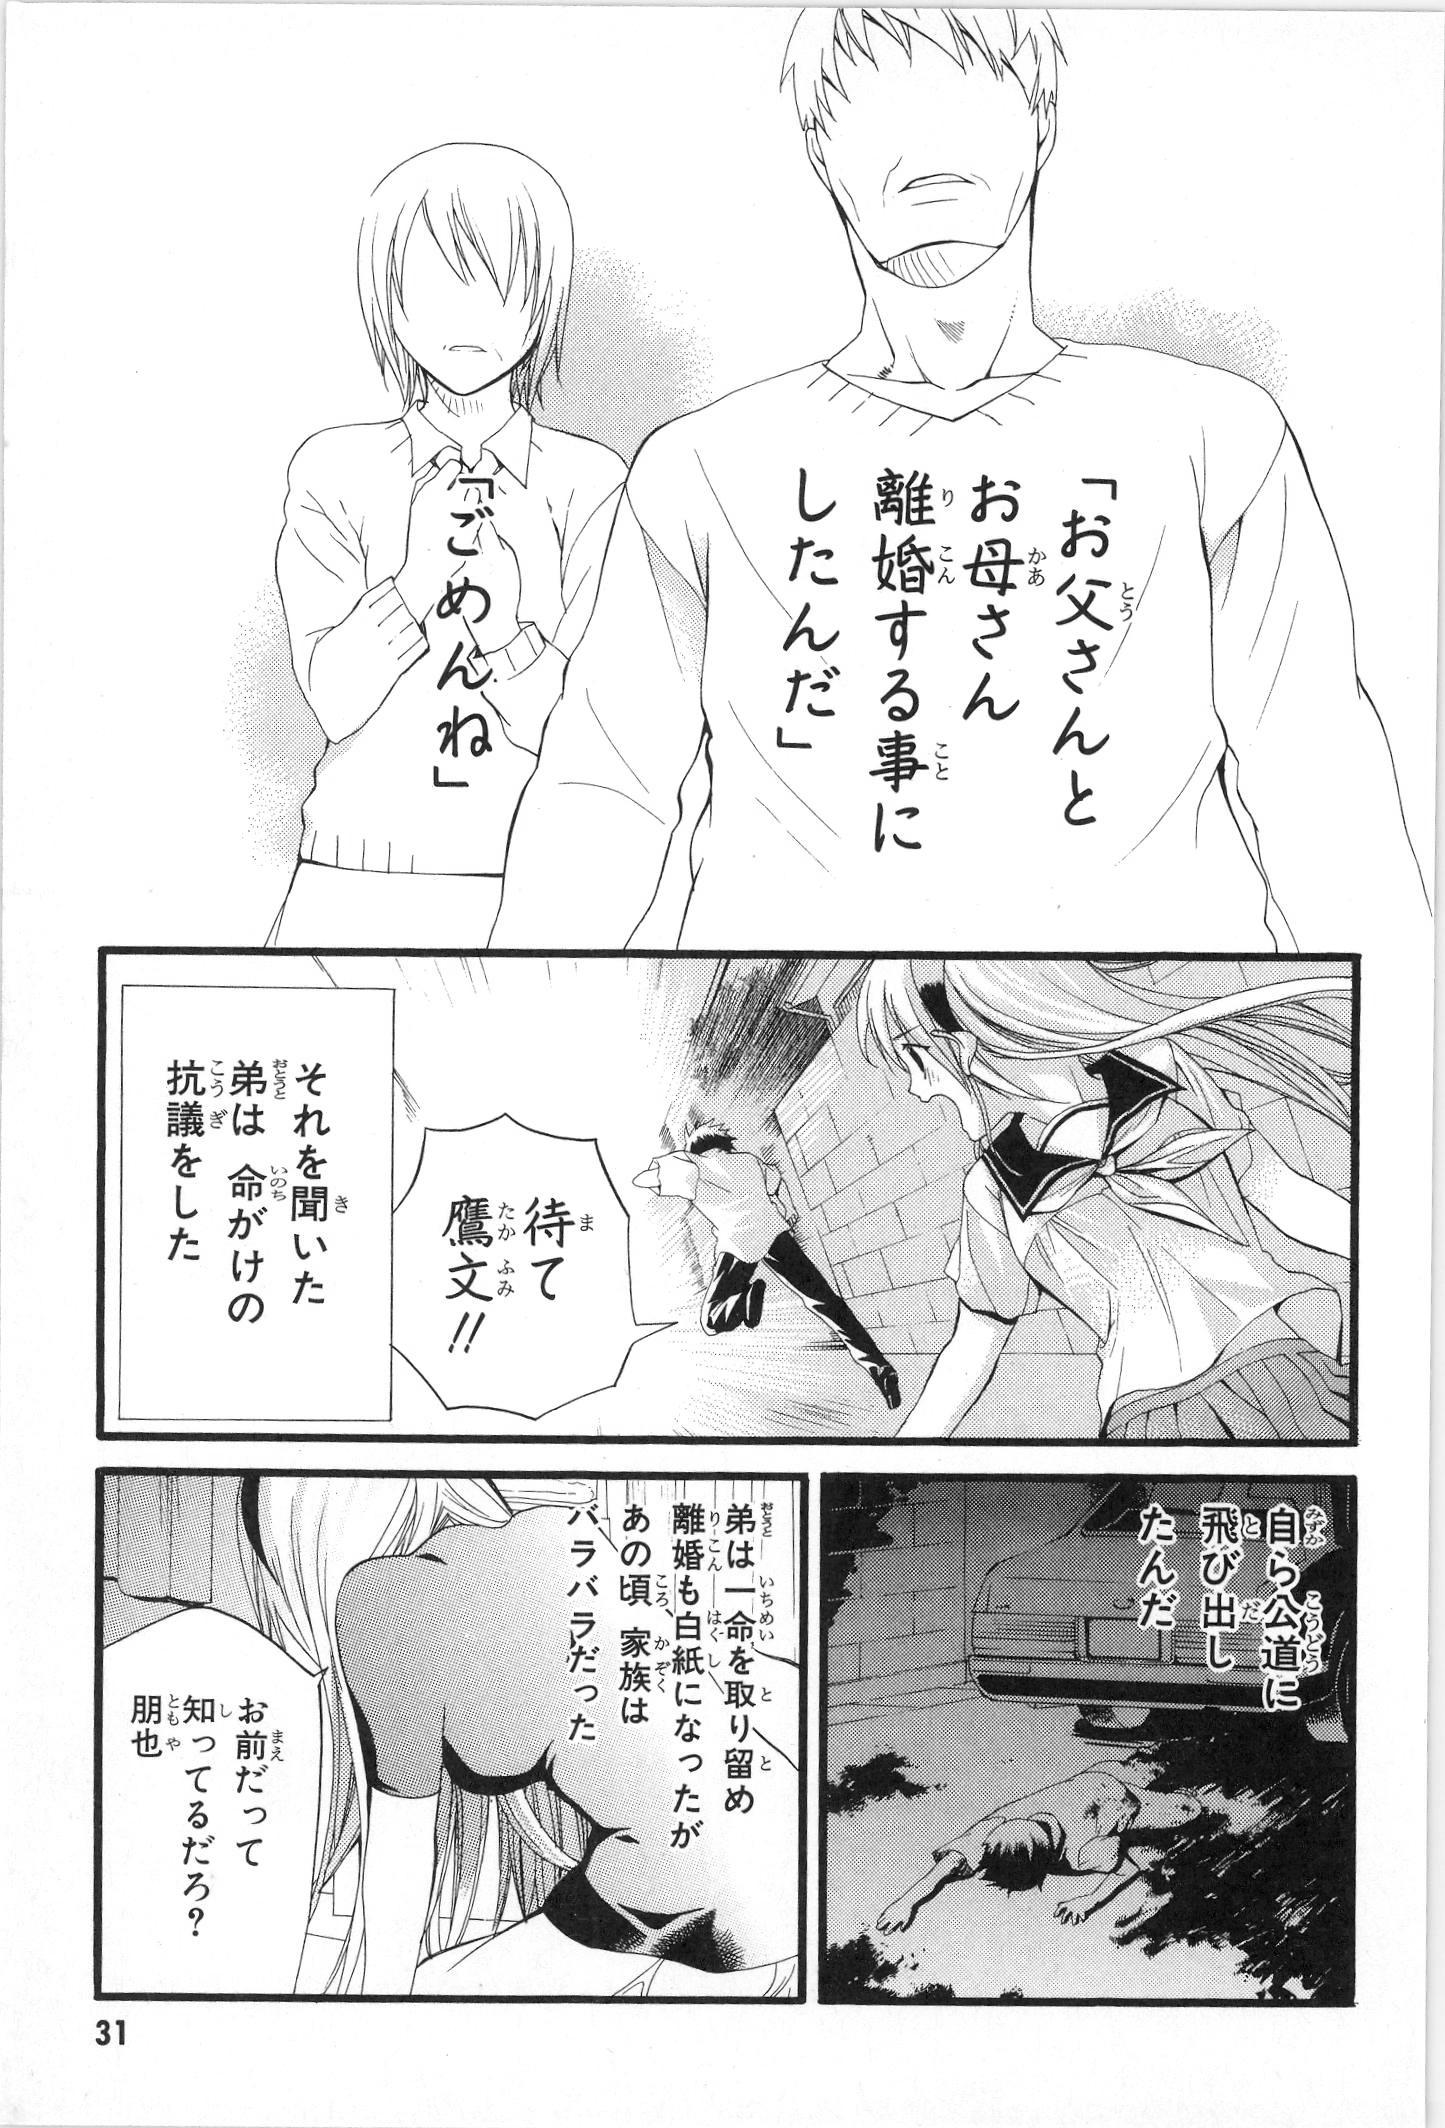 「お父さんと
お母さん
離婚する事に
したんだ」
「ごめんね」
待て
鷹文!!
それを聞いた
弟は 命がけの
抗議をした
自ら公道に
飛び出し
たんだ
弟は一命を取り留め
離婚も白紙になったが
あの頃、家族は
バラバラだった
お前だって
知ってるだろ？
朋也
31